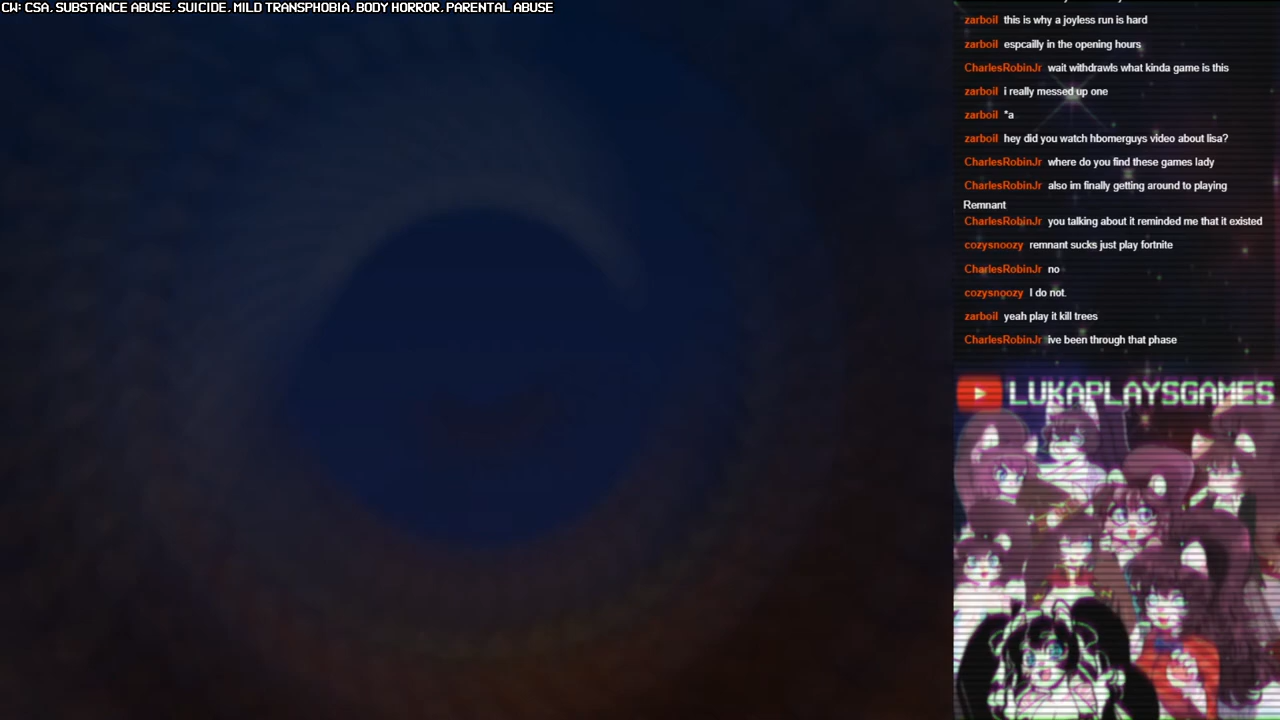 CW: CSA, SUBSTANCE ABUSE, SUICIDE, MILD TRANSPHOBIA, BODY HORROR, PARENTAL ABUSE
zarboil this is why a joyless run is hard
zarboil espcailly in the opening hours
CharlesRobinJr wait withdrawls what kinda game is this
zarboil i really messed up one
zarboil *a
zarboil hey did you watch hbomerguys video about lisa?
CharlesRobinJr where do you find these games lady
CharlesRobinJr also im finally getting around to playing
Remnant
CharlesRobinJr you talking about it reminded me that it existed
cozysnoozy remnant sucks just play fortnite
CharlesRobinJr no
cozysnoozy I do not.
zarboil yeah play it kill trees
CharlesRobinJr ive been through that phase
LUKAPLAYSGAMES